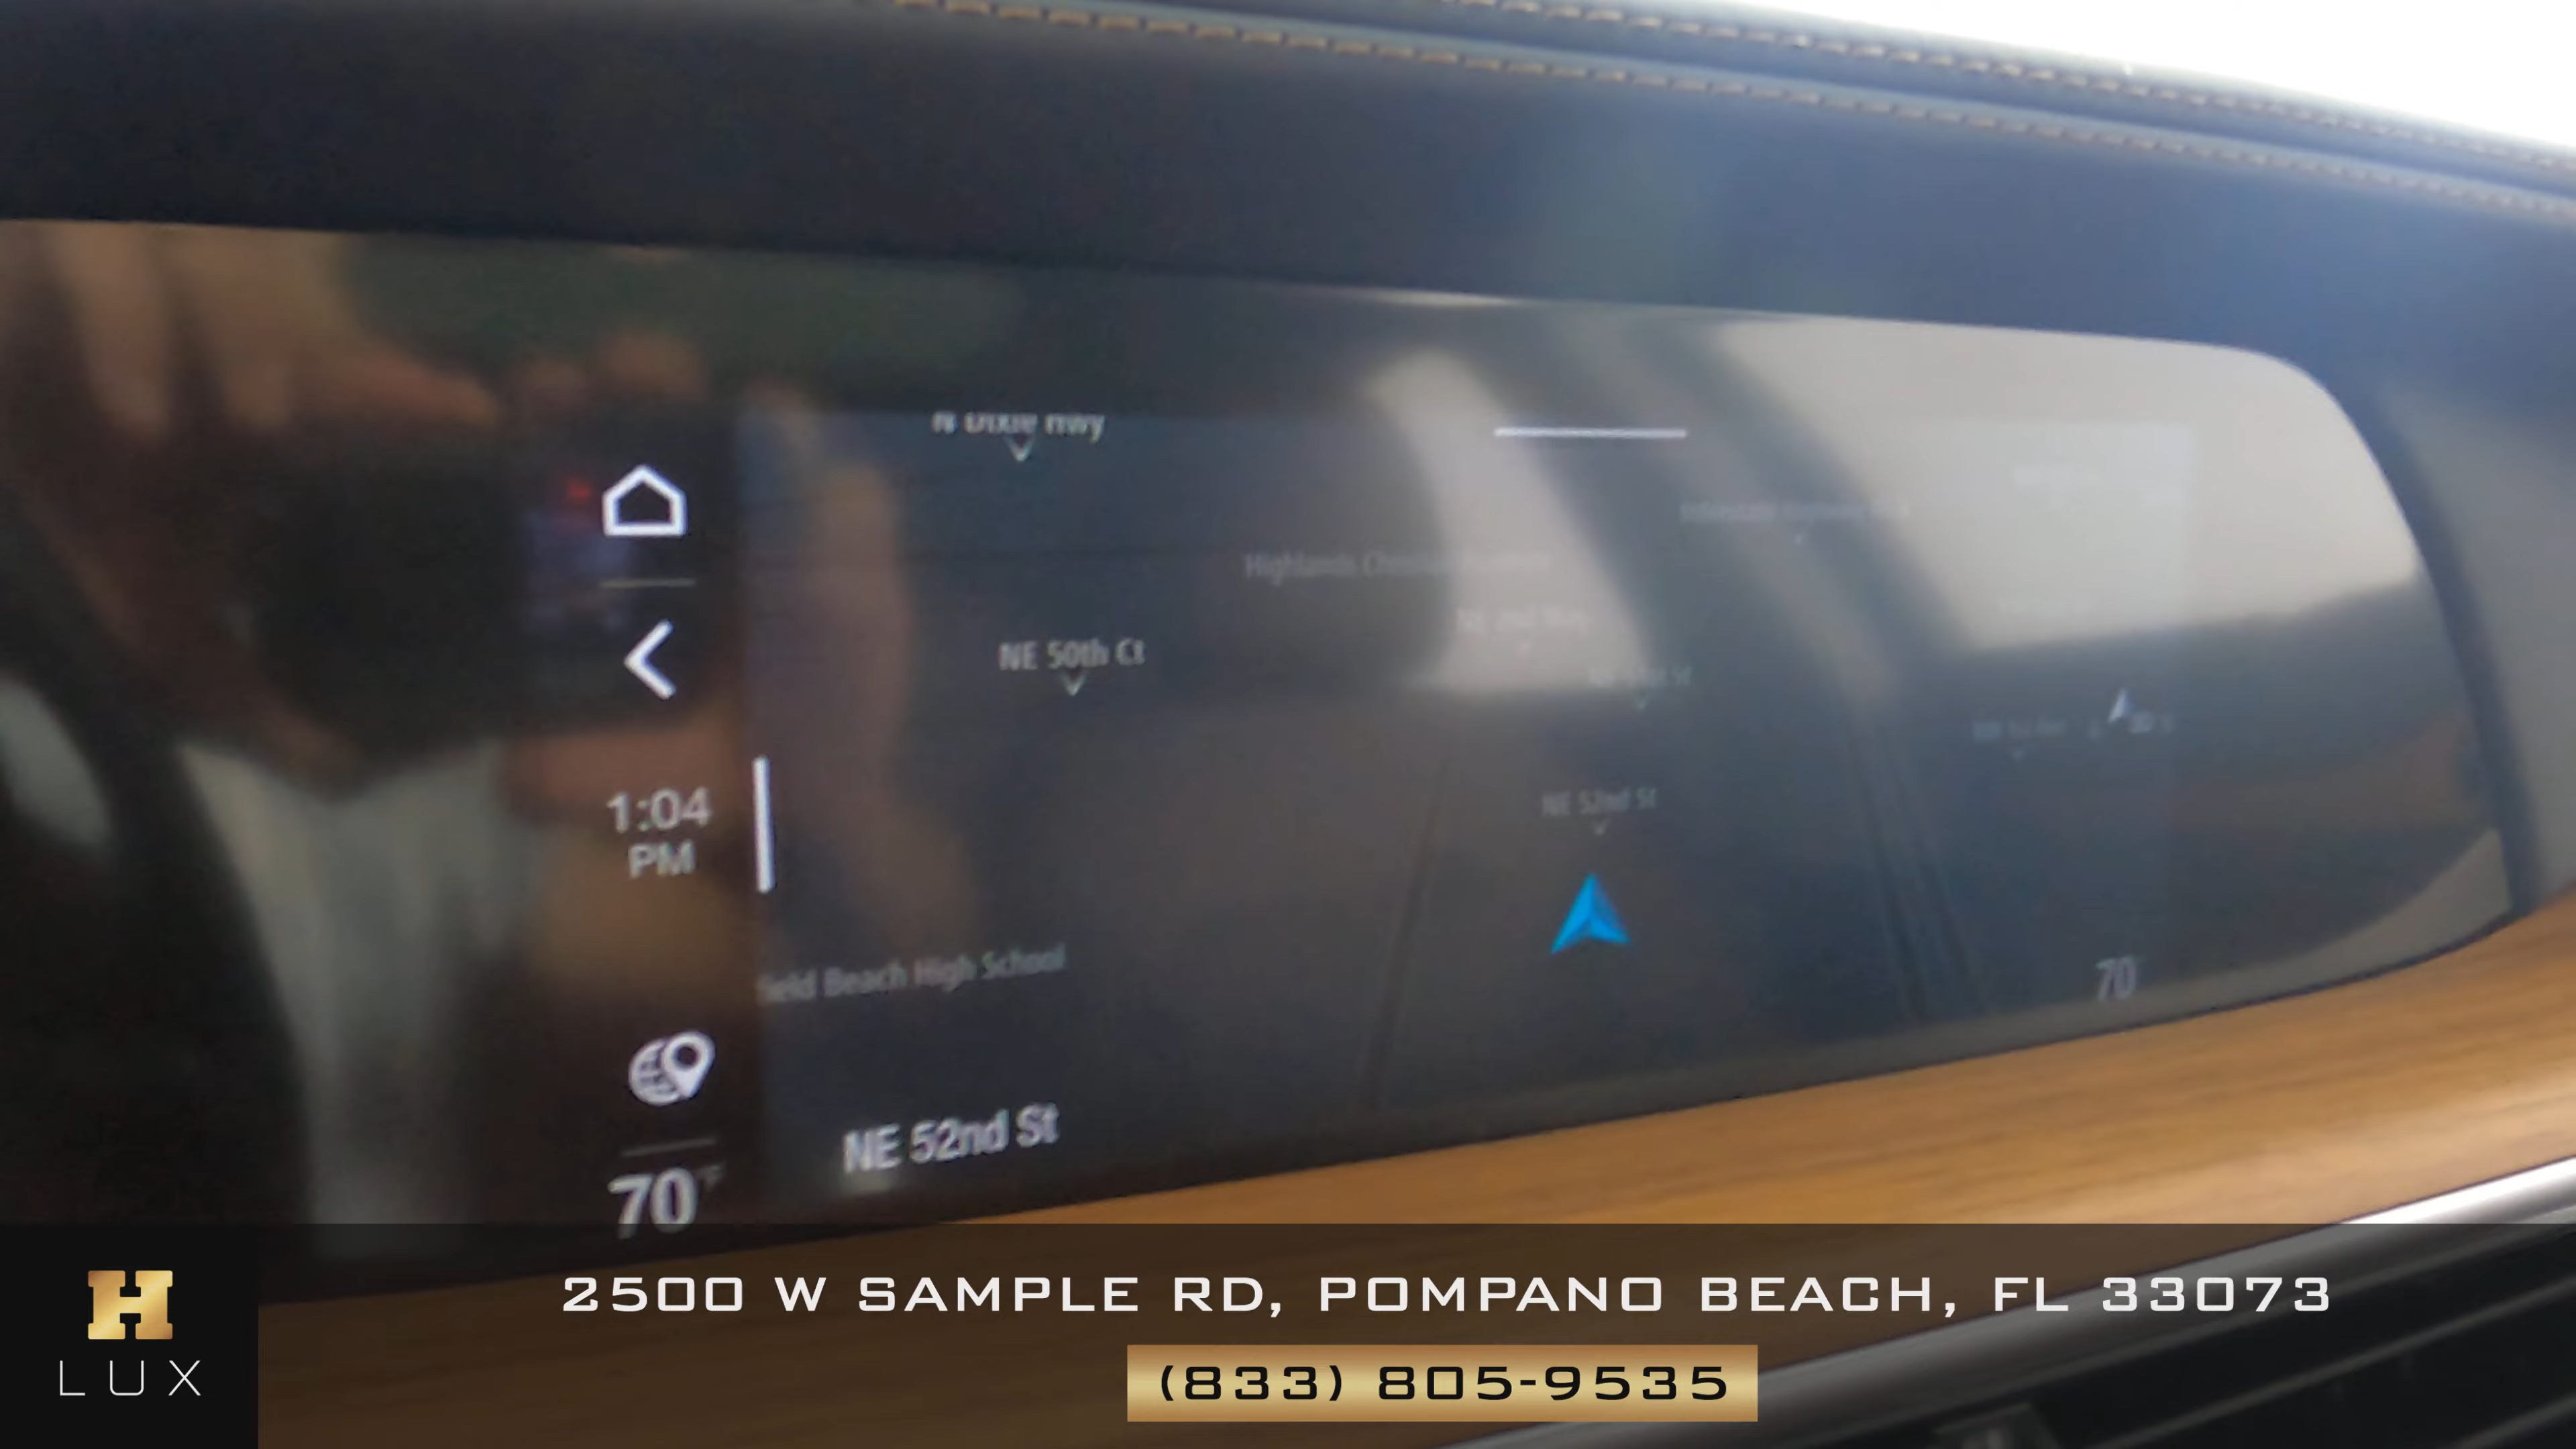 N Dixie Hwy
Highlands
NE 50th Ct
1:04
PM
NE 52nd St
Beach High School
70
NE 52nd St
70°F
H
LUX
2500 W SAMPLE RD, POMPANO BEACH, FL 33073
(833) 805-9535